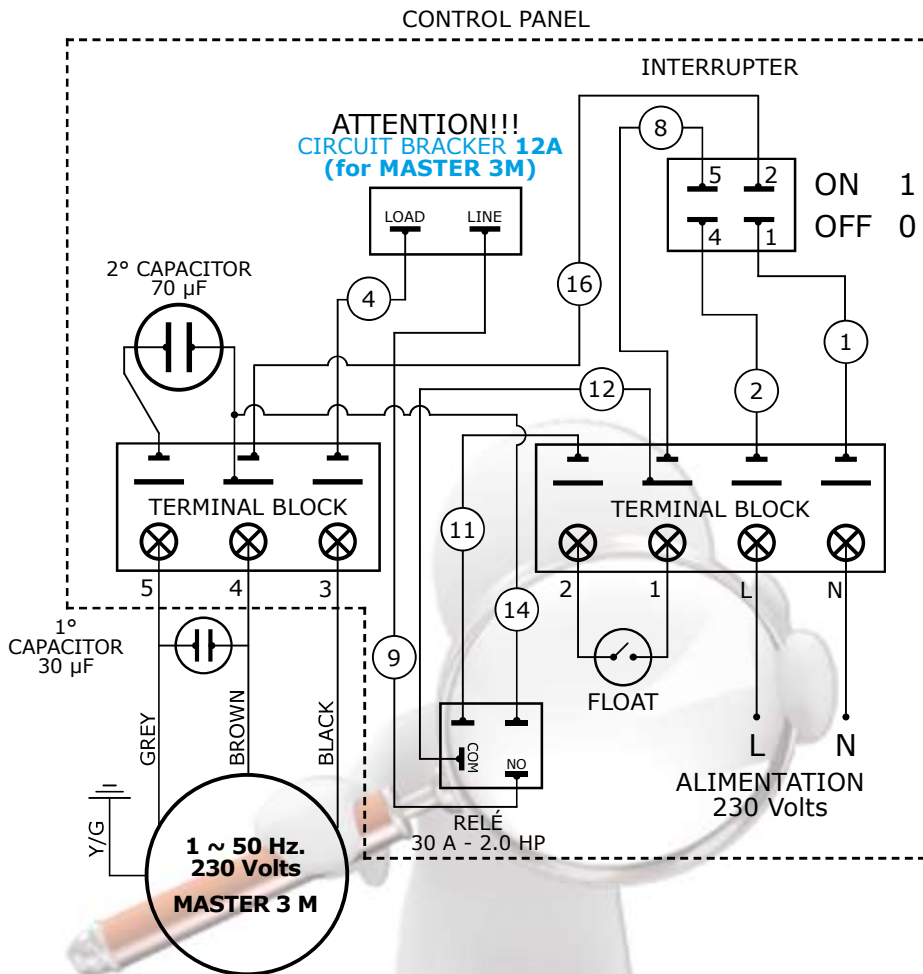 CONTROL PANEL
INTERRUPTER
ATTENTION!!!
CIRCUIT BRACKER 12A
(for MASTER 3M)
8
5 2
4 1
ON 1
OFF 0
LOAD LINE
2° CAPACITOR
70 µF
4
16
1
12
2
TERMINAL BLOCK
5 4 3
TERMINAL BLOCK
2 1 L N
11
14
9
1°
CAPACITOR
30 µF
FLOAT
GREY
BROWN
BLACK
COM
NO
RELÉ
30 A - 2.0 HP
L N
ALIMENTATION
230 Volts
Y/G
1 ~ 50 Hz.
230 Volts
MASTER 3 M